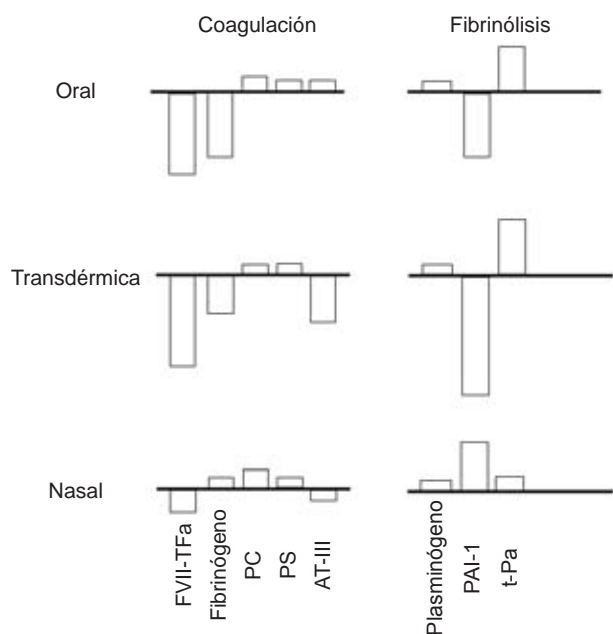 Coagulación Fibrinólisis
Oral
Transdérmica
Nasal
FVII-TFa
Fibrinógeno
PC
PS
AT-III
Plasminógeno
PAI-1
t-Pa